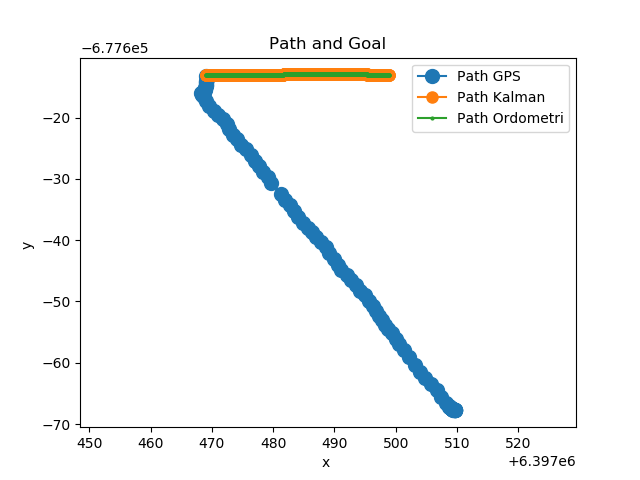 Path and Goal
−6.776e5
Path GPS
Path Kalman
Path Ordometri
−20
−30
−40
−50
−60
−70
y
450 460 470 480 490 500 510 520
x
+6.397e6